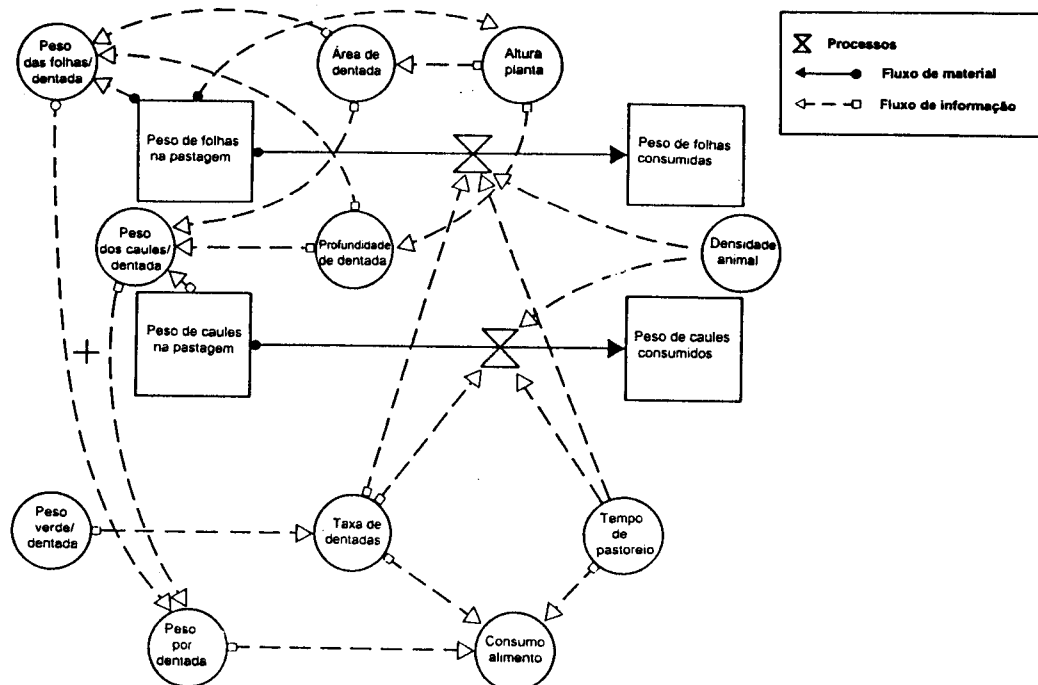 Peso
das folhas/
dentada
Área de
dentada
Altura
planta
Processos
Fluxo de material
Fluxo de informação
Peso de folhas
na pastagem
Peso de folhas
consumidas
Peso
dos caules/
dentada
Profundidade
de dentada
Densidade
animal
Peso de caules
na pastagem
Peso de caules
consumidos
Peso
verde/
dentada
Taxa de
dentadas
Tempo
de
pastoreio
Peso
por
dentada
Consumo
alimento